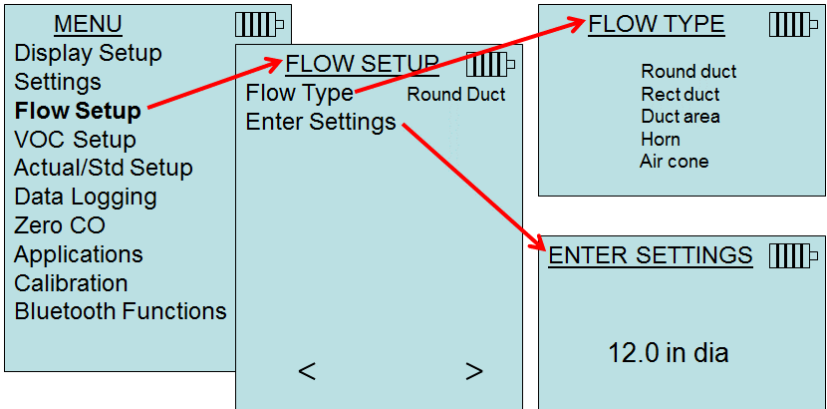 MENU
Display Setup
Settings
Flow Setup
VOC Setup
Actual/Std Setup
Data Logging
Zero CO
Applications
Calibration
Bluetooth Functions
FLOW SETUP
Flow Type Round Duct
Enter Settings
< >
FLOW TYPE
Round duct
Rect duct
Duct area
Horn
Air cone
ENTER SETTINGS
12.0 in dia